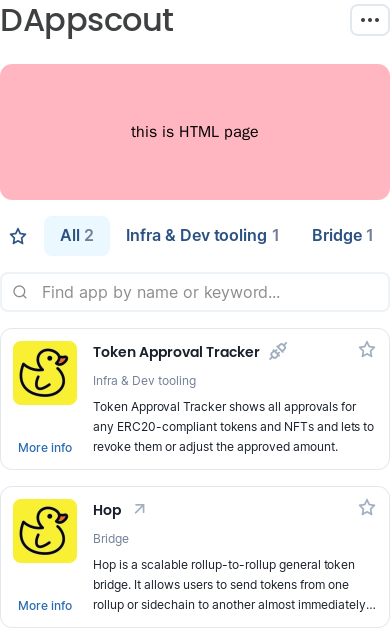 DAppscout
this is HTML page
All 2
Infra & Dev tooling 1
Bridge 1
Find app by name or keyword...
Token Approval Tracker
Infra & Dev tooling
Token Approval Tracker shows all approvals for
any ERC20-compliant tokens and NFTs and lets to
revoke them or adjust the approved amount.
More info
Hop
Bridge
Hop is a scalable rollup-to-rollup general token
bridge. It allows users to send tokens from one
rollup or sidechain to another almost immediately...
More info